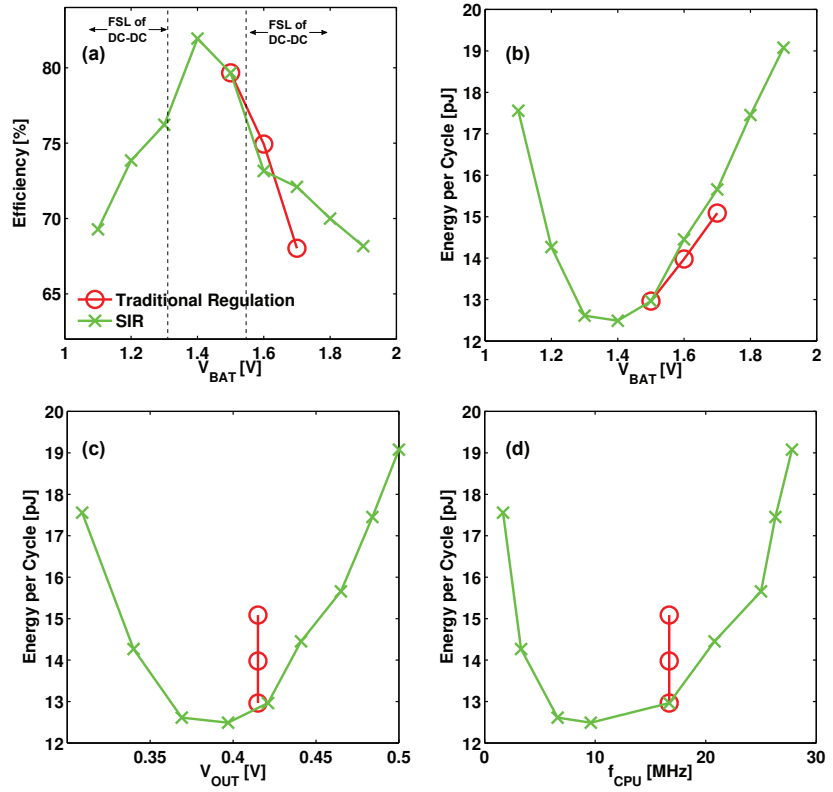 FSL of
DC-DC
FSL of
DC-DC
(a)
80
75
70
65
Efficiency [%]
Traditional Regulation
SIR
1 1.2 1.4 1.6 1.8 2
V_BAT [V]
(b)
20
19
18
17
16
15
14
13
12
Energy per Cycle [pJ]
1 1.2 1.4 1.6 1.8 2
V_BAT [V]
(c)
20
19
18
17
16
15
14
13
12
Energy per Cycle [pJ]
0.35 0.4 0.45 0.5
V_OUT [V]
(d)
20
19
18
17
16
15
14
13
12
Energy per Cycle [pJ]
0 10 20 30
f_CPU [MHz]